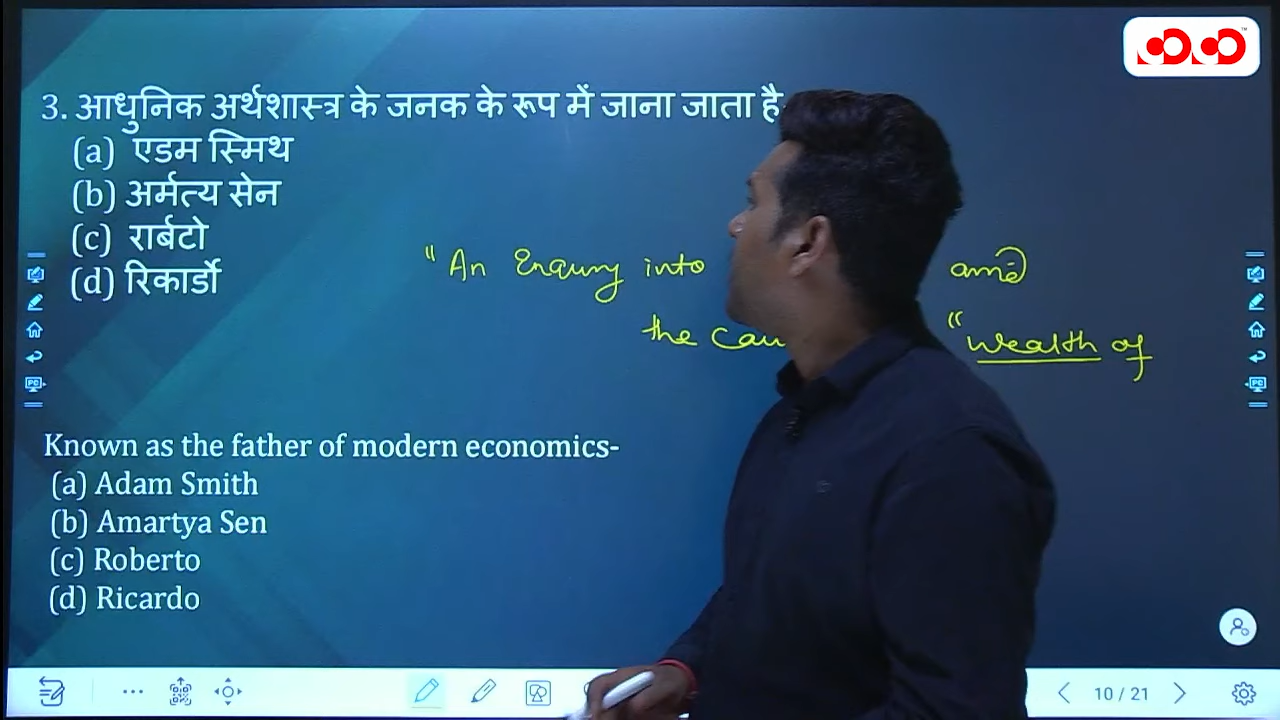 3. आधुनिक अर्थशास्त्र के जनक के रूप में जाना जाता है
(a) एडम स्मिथ
(b) अर्मत्य सेन
(c) रार्बटो
(d) रिकार्डो
"An Enquiry into
the Cau "Wealth of
Known as the father of modern economics-
(a) Adam Smith
(b) Amartya Sen
(c) Roberto
(d) Ricardo
10 / 21